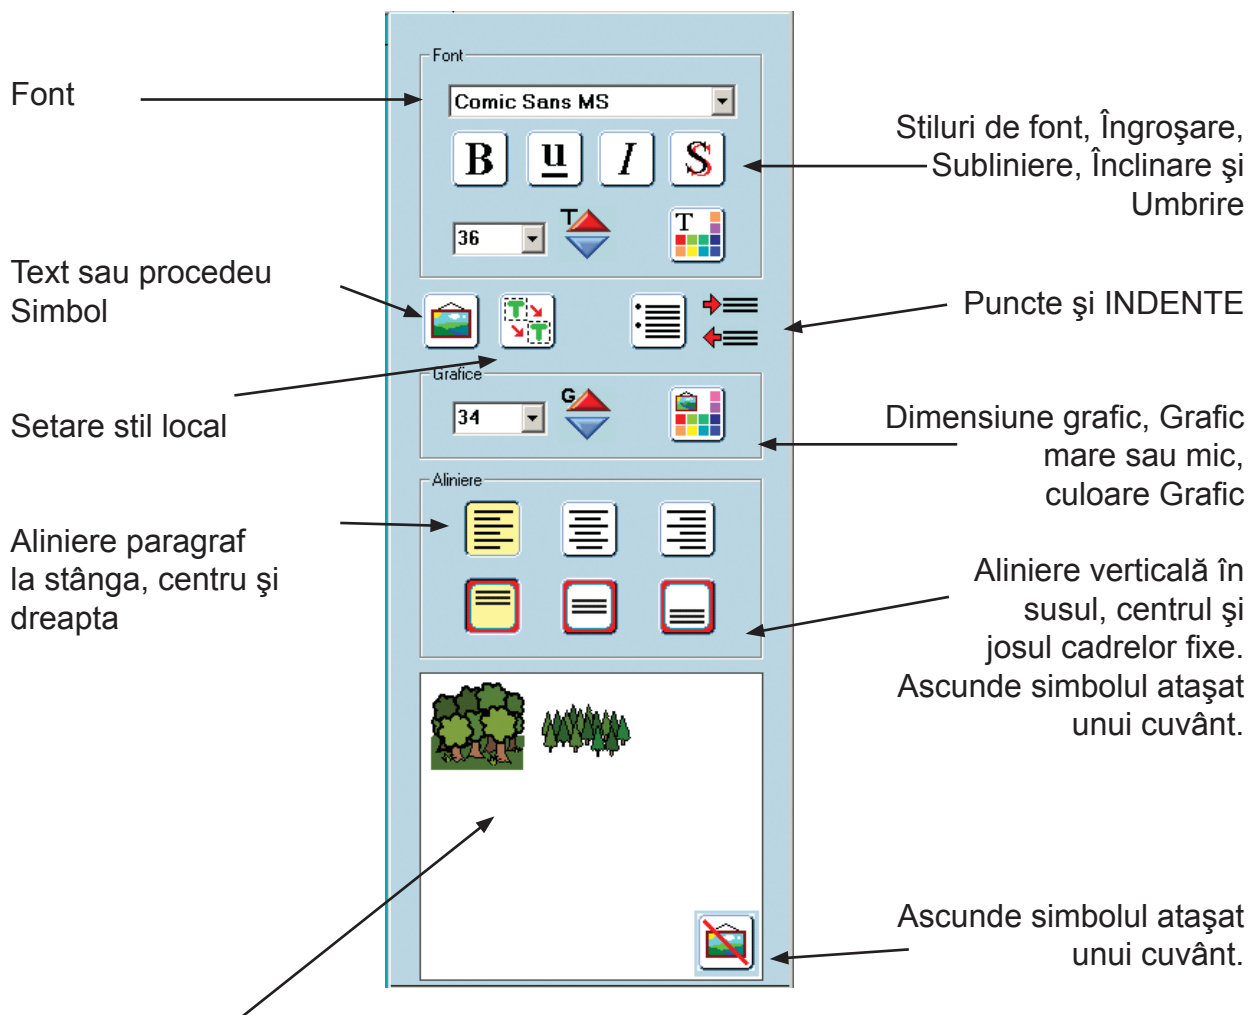 Font
Font
Comic Sans MS
Stiluri de font, Îngroşare,
Subliniere, Înclinare şi
Umbrire
B u I S
36
T
T
Text sau procedeu
Simbol
Puncte şi INDENTE
T
T
Grafice
34
G
Setare stil local
Dimensiune grafic, Grafic
mare sau mic,
culoare Grafic
Aliniere
Aliniere paragraf
la stânga, centru şi
dreapta
Aliniere verticală în
susul, centrul şi
josul cadrelor fixe.
Ascunde simbolul ataşat
unui cuvânt.
Ascunde simbolul ataşat
unui cuvânt.